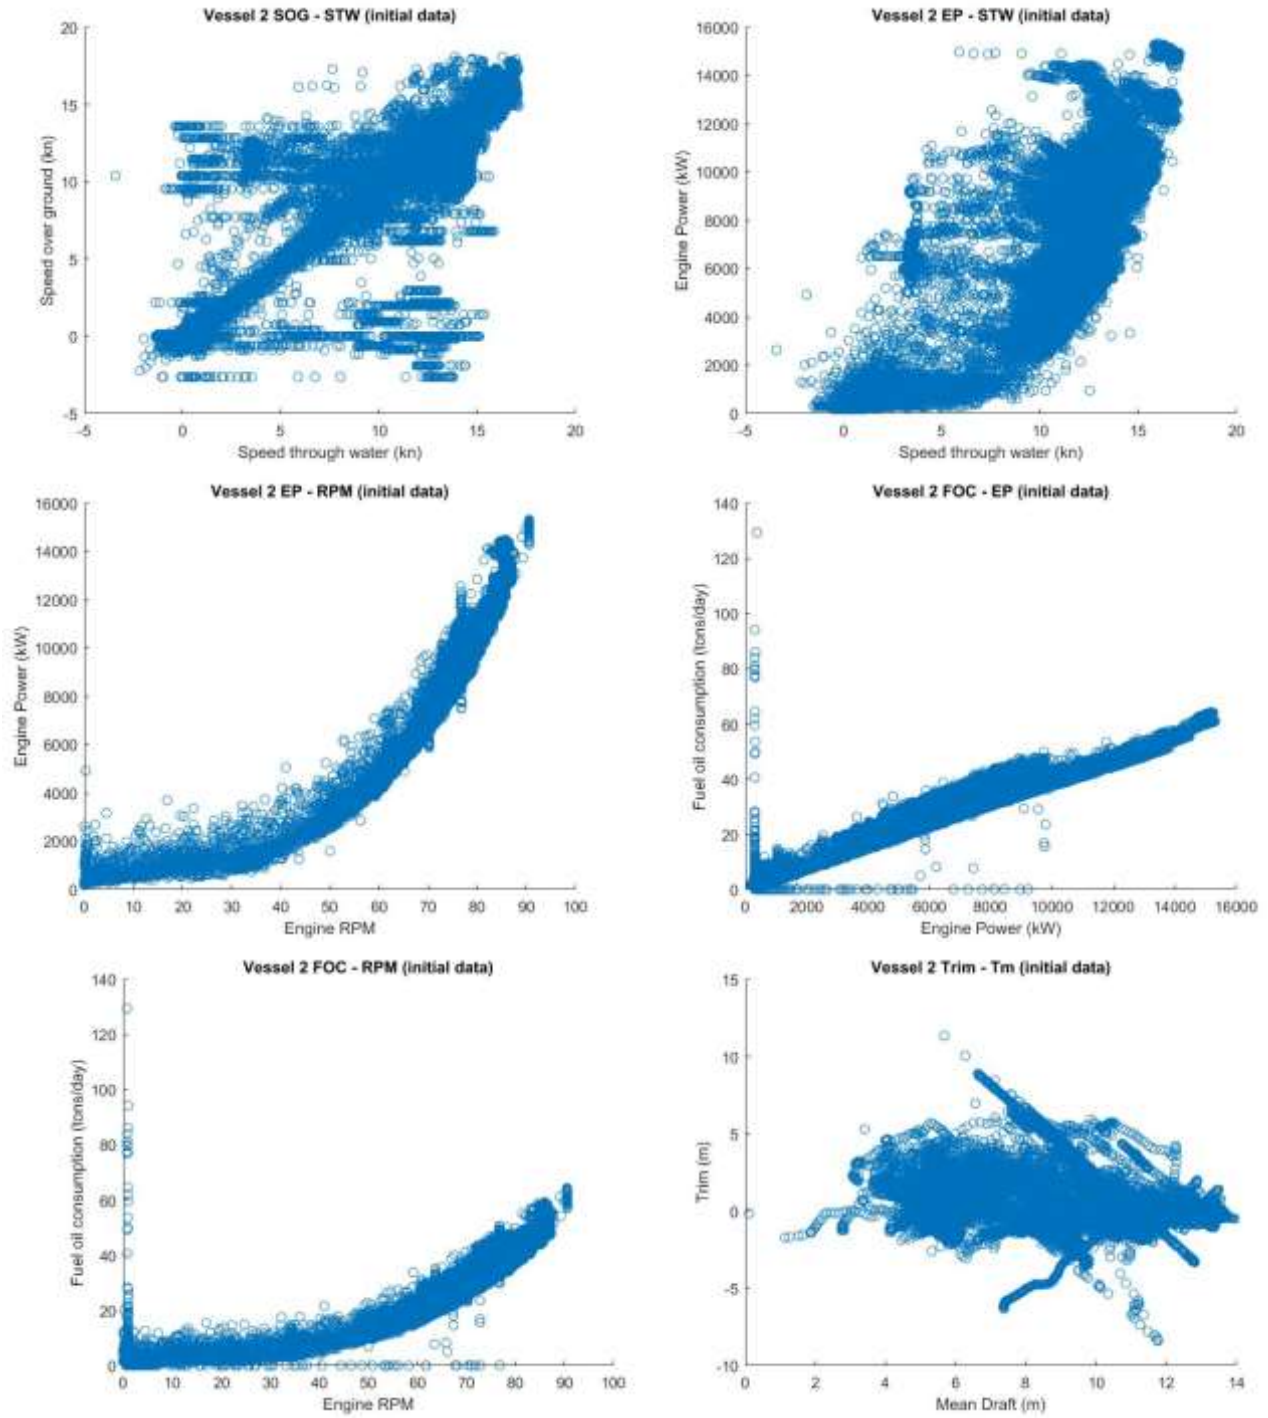 Vessel 2 SOG - STW (initial data)
20
15
10
5
0
-5
-5 0 5 10 15 20
Speed over ground (kn)
Speed through water (kn)
Vessel 2 EP - STW (initial data)
16000
14000
12000
10000
8000
6000
4000
2000
0
-5 0 5 10 15 20
Engine Power (kW)
Speed through water (kn)
Vessel 2 EP - RPM (initial data)
16000
14000
12000
10000
8000
6000
4000
2000
0
0 10 20 30 40 50 60 70 80 90 100
Engine Power (kW)
Engine RPM
Vessel 2 FOC - EP (initial data)
140
120
100
80
60
40
20
0
0 2000 4000 6000 8000 10000 12000 14000 16000
Fuel oil consumption (tons/day)
Engine Power (kW)
Vessel 2 FOC - RPM (initial data)
140
120
100
80
60
40
20
0
0 10 20 30 40 50 60 70 80 90 100
Fuel oil consumption (tons/day)
Engine RPM
Vessel 2 Trim - Tm (initial data)
15
10
5
0
-5
-10
0 2 4 6 8 10 12 14
Trim (m)
Mean Draft (m)